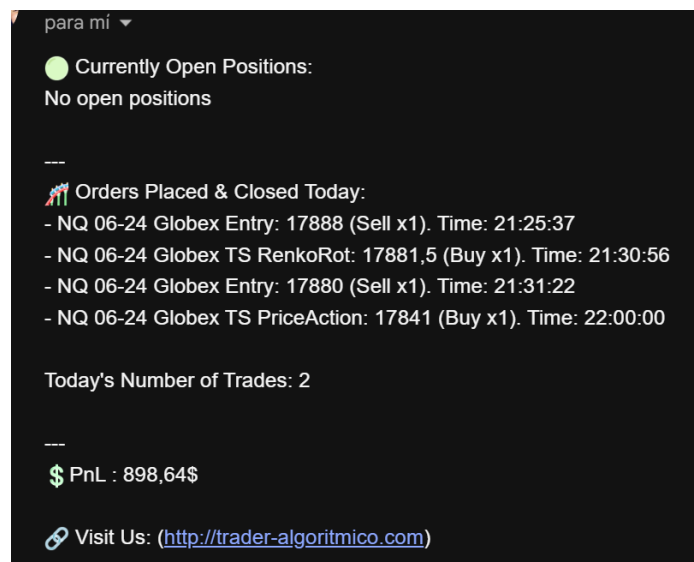 para mí
Currently Open Positions:
No open positions
---
Orders Placed & Closed Today:
- NQ 06-24 Globex Entry: 17888 (Sell x1). Time: 21:25:37
- NQ 06-24 Globex TS RenkoRot: 17881,5 (Buy x1). Time: 21:30:56
- NQ 06-24 Globex Entry: 17880 (Sell x1). Time: 21:31:22
- NQ 06-24 Globex TS PriceAction: 17841 (Buy x1). Time: 22:00:00
Today's Number of Trades: 2
---
💲 PnL : 898,64$
Visit Us: (http://trader-algoritmico.com)